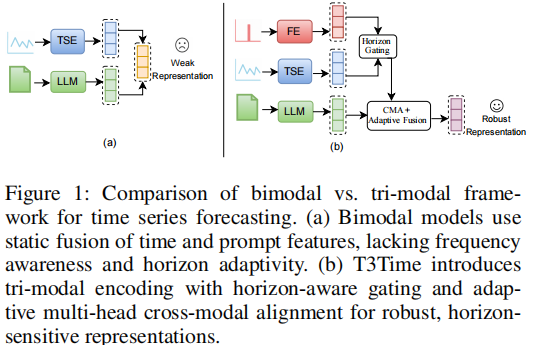 TSE
LLM
Weak
Representation
(a)
FE
TSE
LLM
Horizon
Gating
CMA +
Adaptive Fusion
Robust
Representation
(b)
Figure 1: Comparison of bimodal vs. tri-modal frame-
work for time series forecasting. (a) Bimodal models use
static fusion of time and prompt features, lacking frequency
awareness and horizon adaptivity. (b) T3Time introduces
tri-modal encoding with horizon-aware gating and adap-
tive multi-head cross-modal alignment for robust, horizon-
sensitive representations.